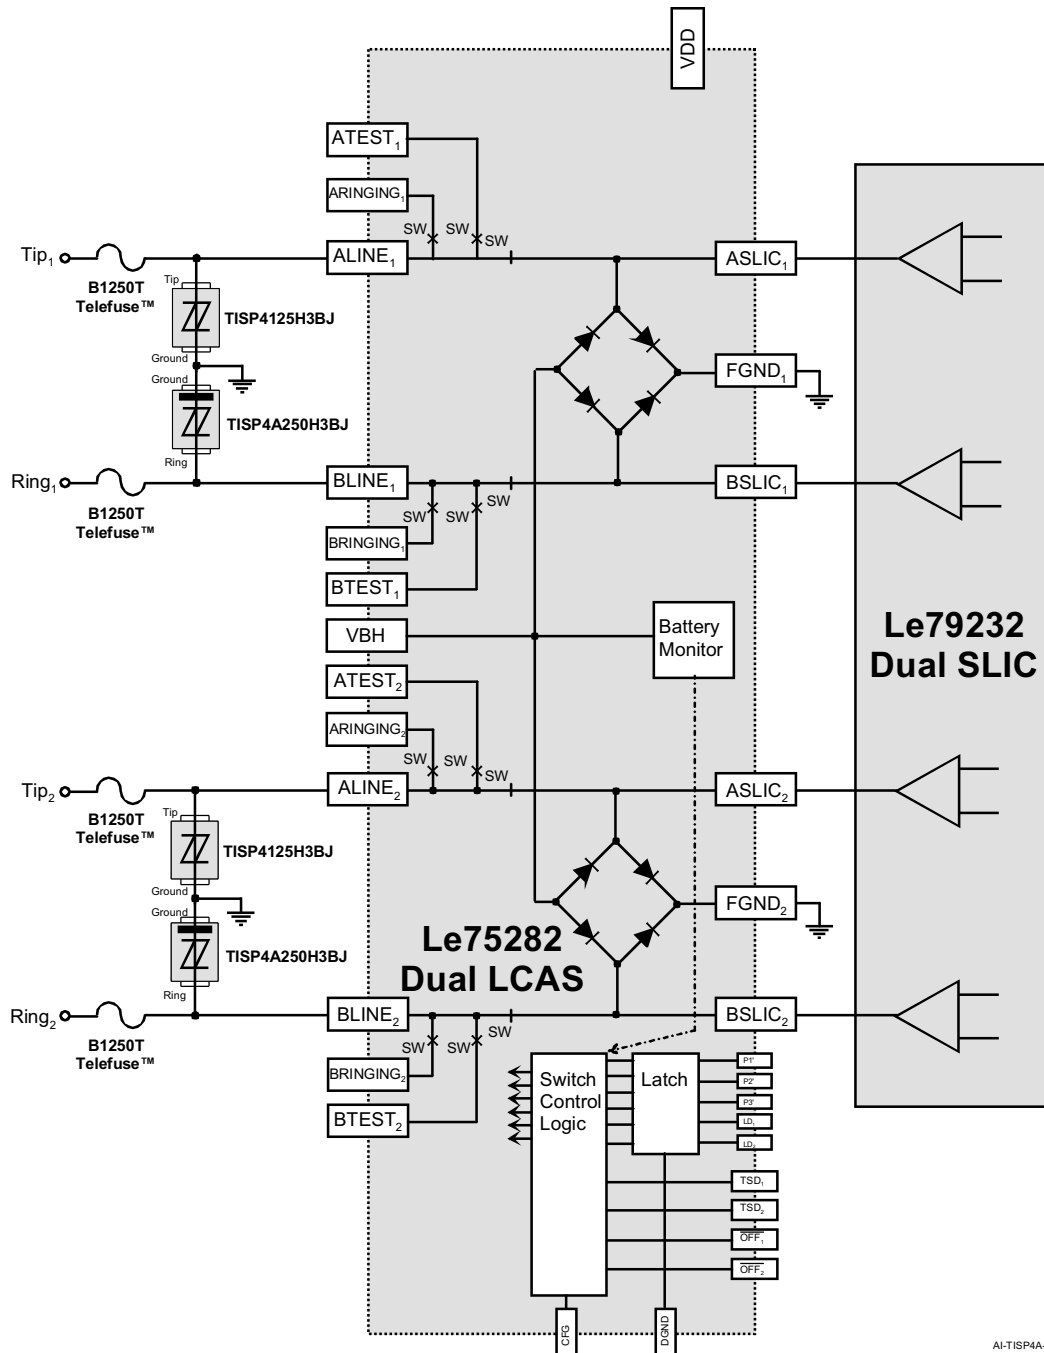 VDD
ATEST₁
ARINGING₁
SW
SW
Tip₁
ALINE₁
ASLIC₁
B1250T
Telefuse™
Tip
TISP4125H3BJ
Ground
Ground
FGND₁
TISP4A250H3BJ
Ring
Ring₁
BLINE₁
BSLIC₁
SW
SW
SW
B1250T
Telefuse™
BRINGING₁
BTEST₁
VBH
Battery
Monitor
Le79232
Dual SLIC
ATEST₂
ARINGING₂
SW
SW
Tip₂
ALINE₂
ASLIC₂
B1250T
Telefuse™
Tip
TISP4125H3BJ
Ground
Ground
FGND₂
TISP4A250H3BJ
Ring
Le75282
Dual LCAS
Ring₂
BLINE₂
BSLIC₂
SW
SW
SW
B1250T
Telefuse™
BRINGING₂
BTEST₂
Switch
Control
Logic
Latch
P1'
P2'
P3'
LD₁
LD₂
TSD₁
TSD₂
OFF₁
OFF₂
CFG
DGND
AI-TISP4A-